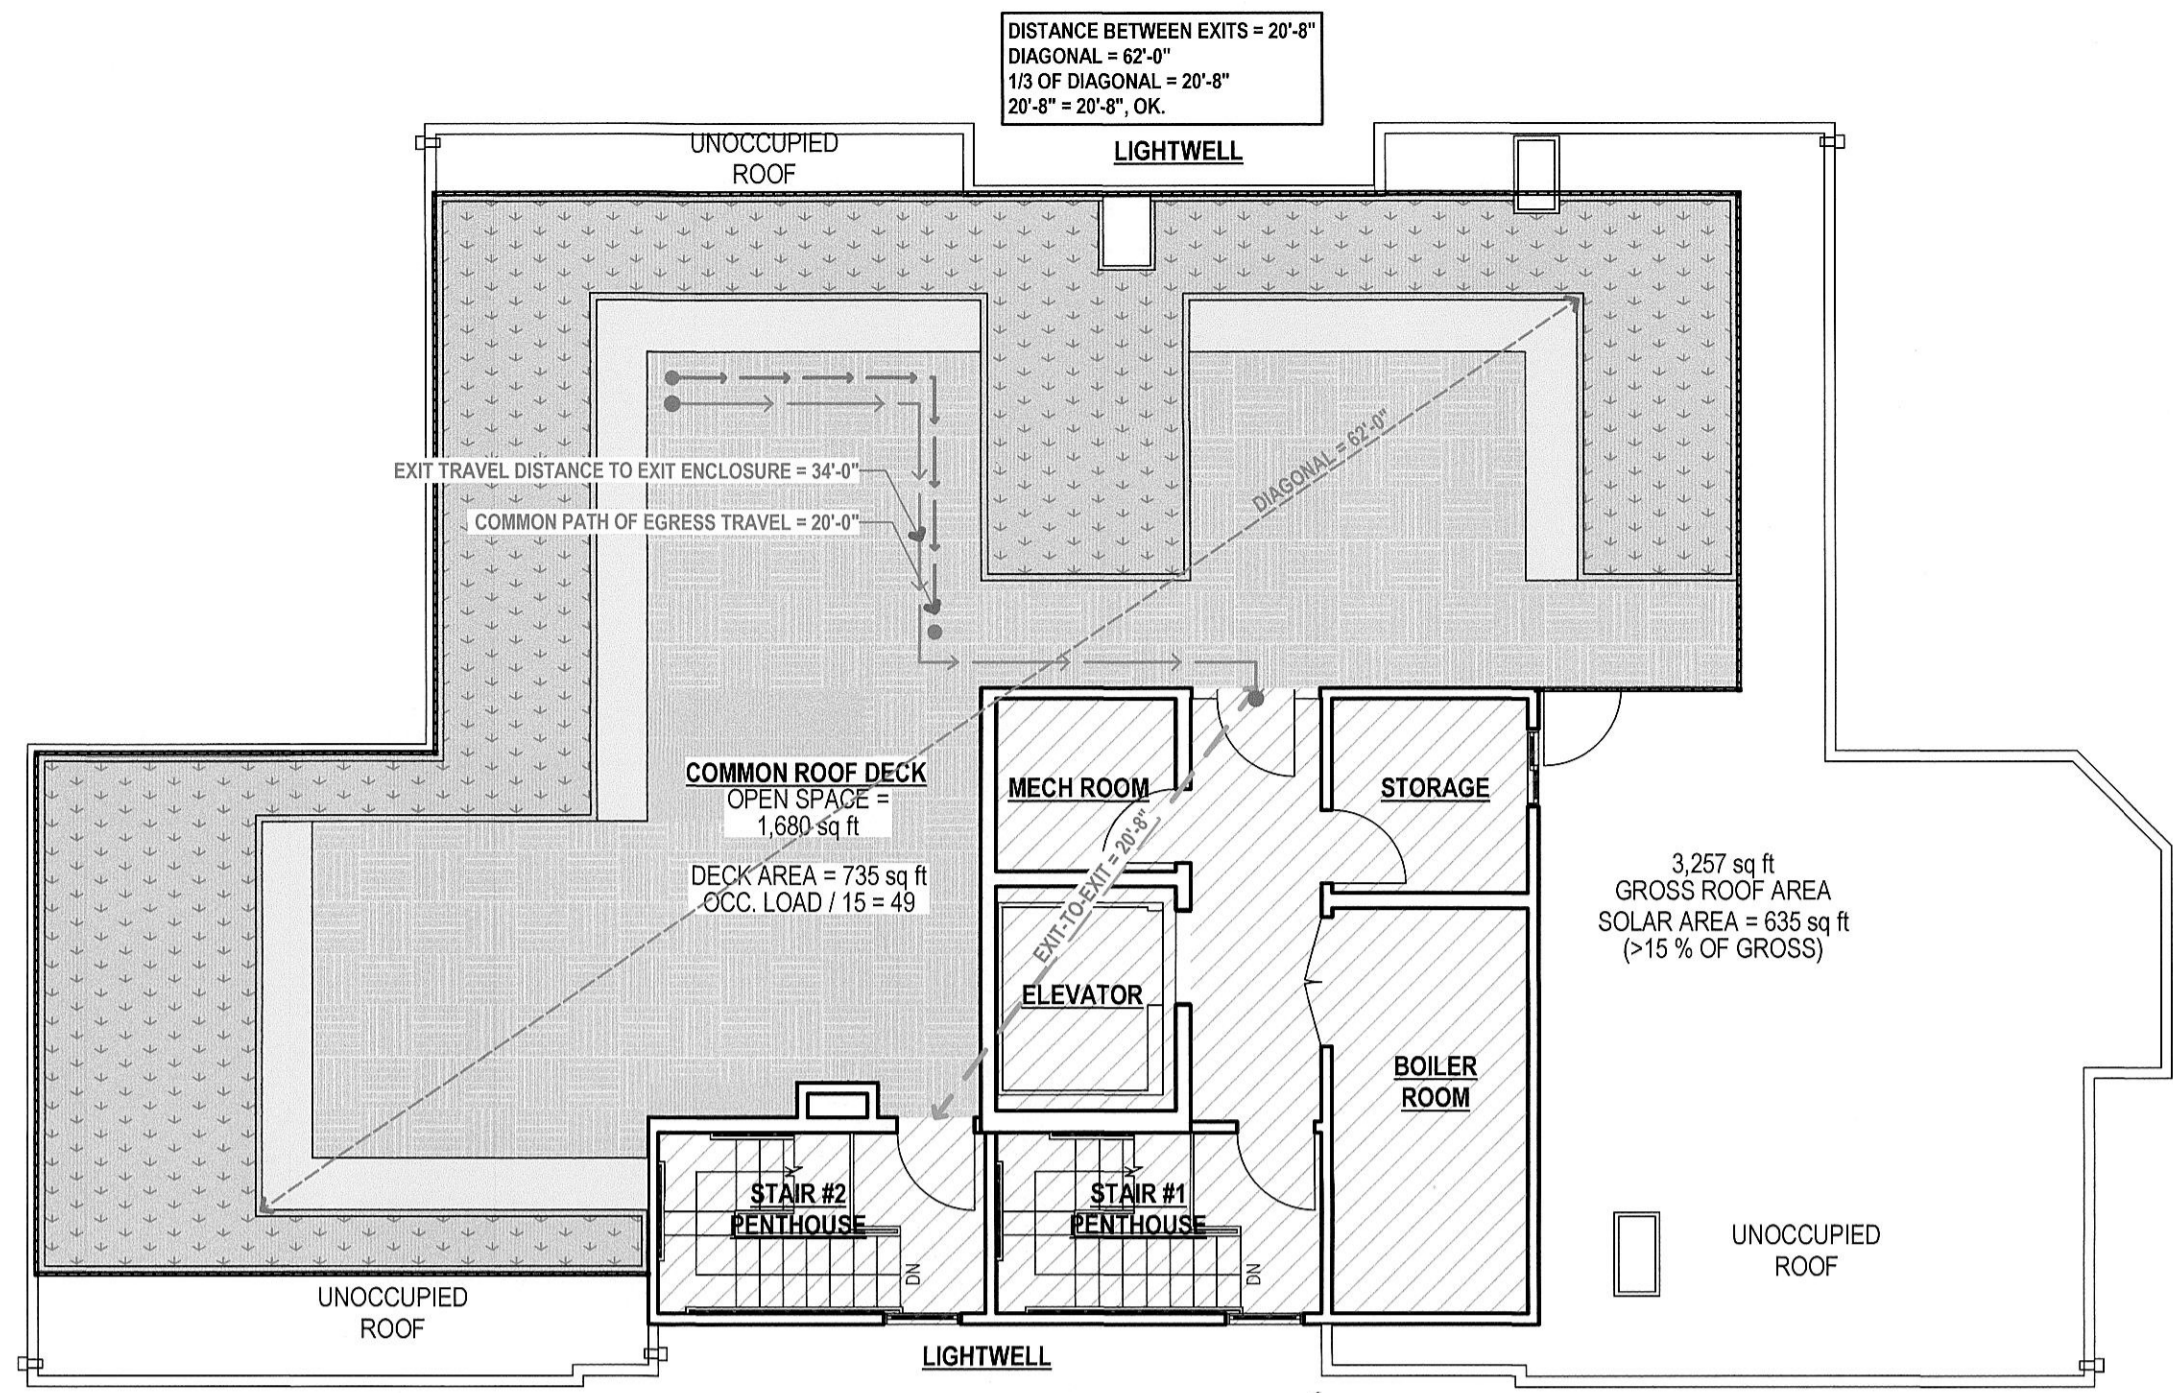 DISTANCE BETWEEN EXITS = 20'-8"
DIAGONAL = 62'-0"
1/3 OF DIAGONAL = 20'-8"
20'-8" = 20'-8", OK.
UNOCCUPIED
ROOF
LIGHTWELL
EXIT TRAVEL DISTANCE TO EXIT ENCLOSURE = 34'-0"
COMMON PATH OF EGRESS TRAVEL = 20'-0"
DIAGONAL = 62'-0"
COMMON ROOF DECK
OPEN SPACE =
1,680 sq ft
DECK AREA = 735 sq ft
OCC. LOAD / 15 = 49
MECH ROOM
STORAGE
EXIT-TO-EXIT = 20'-8"
ELEVATOR
BOILER
ROOM
3,257 sq ft
GROSS ROOF AREA
SOLAR AREA = 635 sq ft
(>15 % OF GROSS)
STAIR #2
PENTHOUSE
DN
STAIR #1
PENTHOUSE
DN
UNOCCUPIED
ROOF
UNOCCUPIED
ROOF
LIGHTWELL